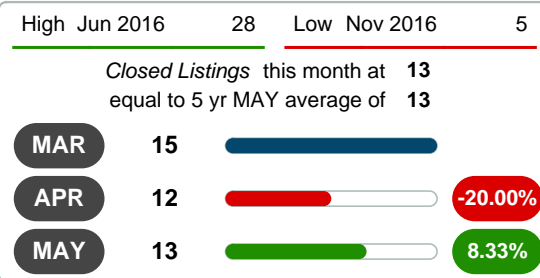 High Jun 2016 28 Low Nov 2016 5
Closed Listings this month at 13
equal to 5 yr MAY average of 13
MAR 15
APR 12 -20.00%
MAY 13 8.33%